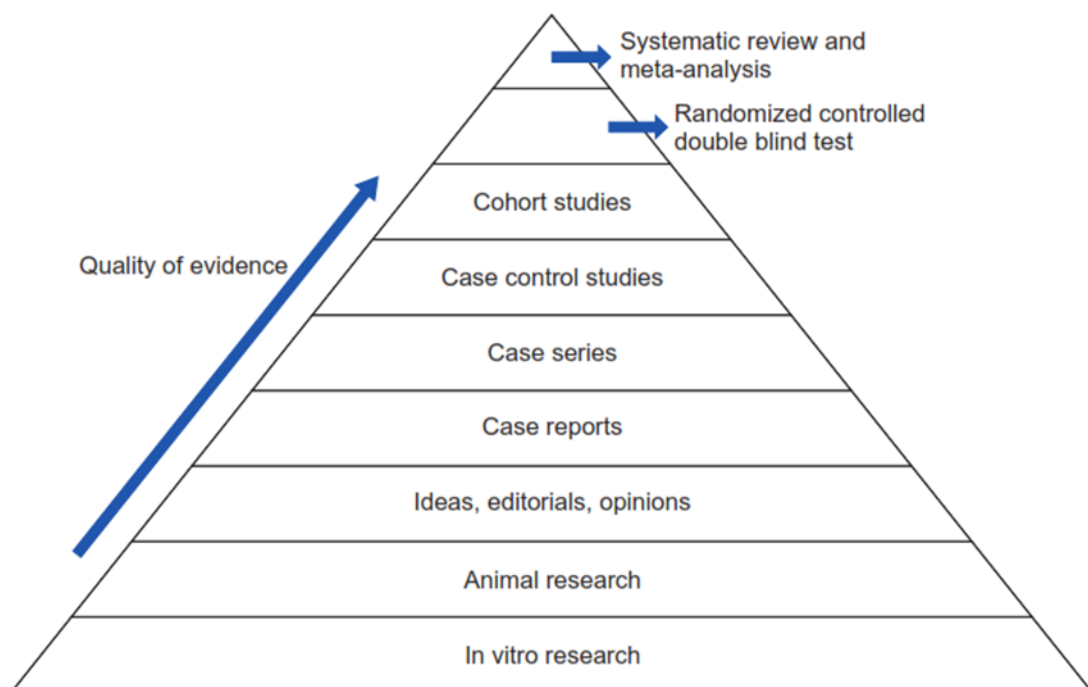 Systematic review and
meta-analysis
Randomized controlled
double blind test
Cohort studies
Quality of evidence
Case control studies
Case series
Case reports
Ideas, editorials, opinions
Animal research
In vitro research